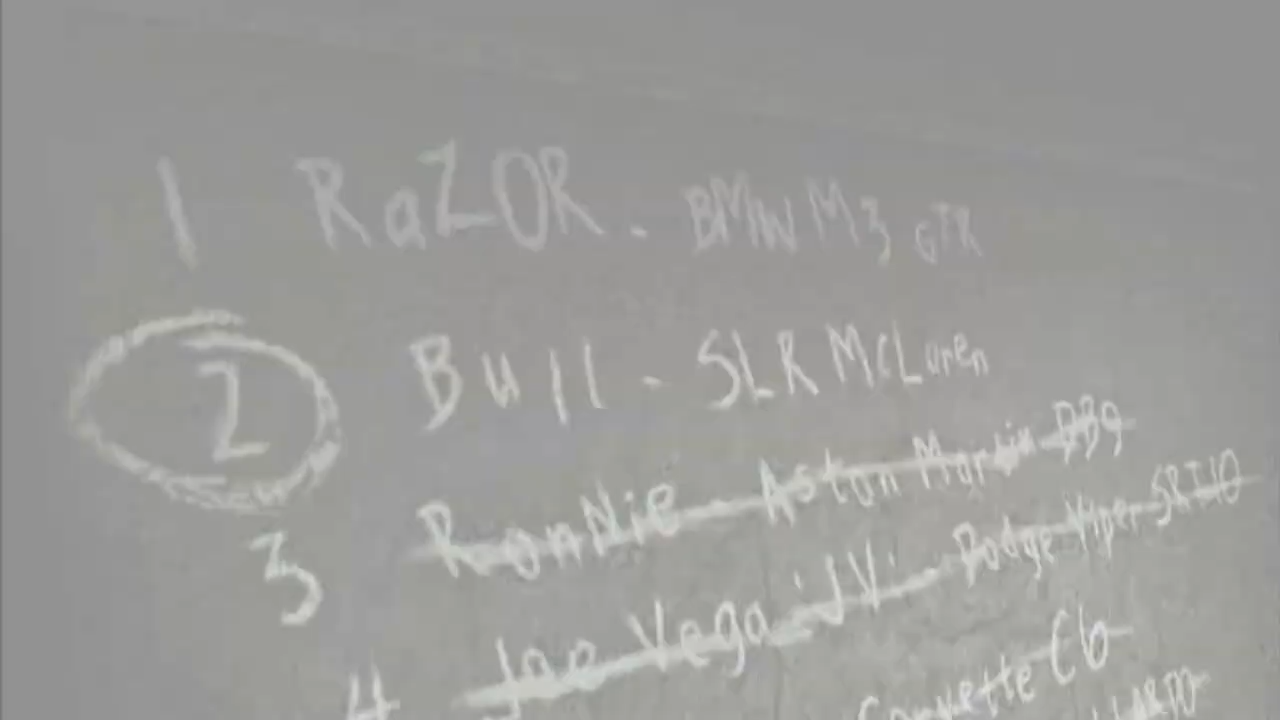 1 RaZOR - BMW M3 GTR
2 Bull - SLR McLaren
3 RonNie - Aston Martin DB9
4 Joe Vega 'JV' - Dodge Viper SRT10
Corvette C6